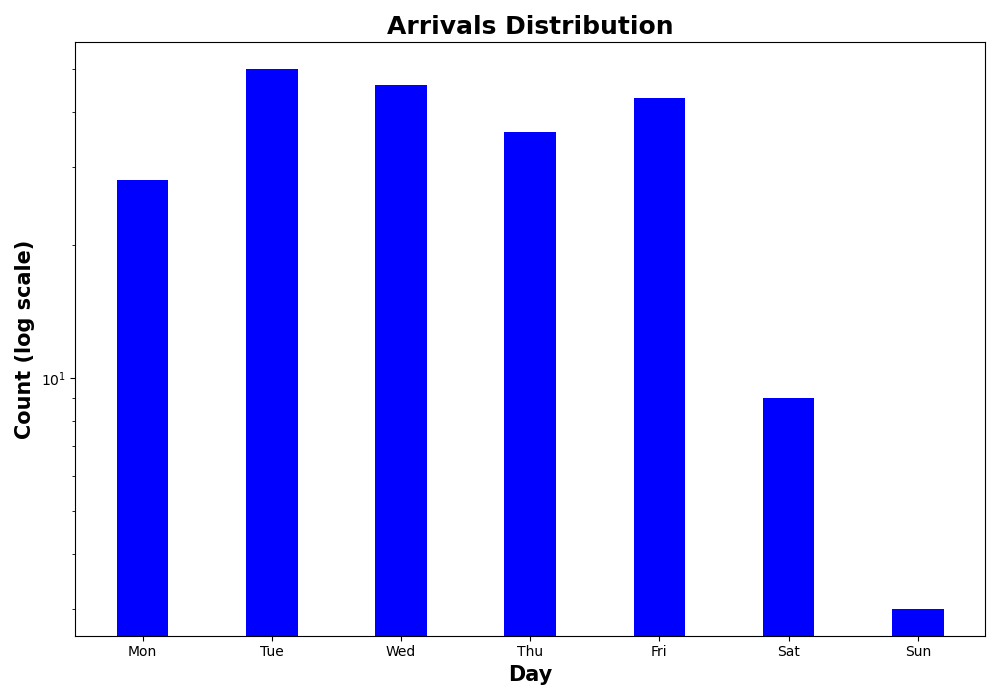 Arrivals Distribution
Count (log scale)
10¹
Mon Tue Wed Thu Fri Sat Sun
Day